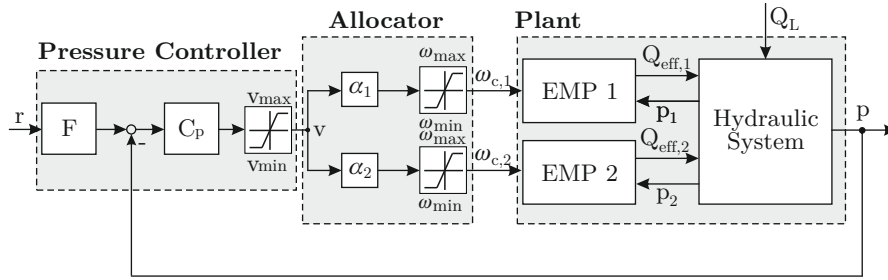 Pressure Controller
Allocator
Plant
r
F
-
C_p
v_max
v_min
v
α_1
α_2
ω_max
ω_min
ω_max
ω_min
ω_c,1
ω_c,2
EMP 1
EMP 2
Q_eff,1
p_1
Q_eff,2
p_2
Q_L
Hydraulic
System
p